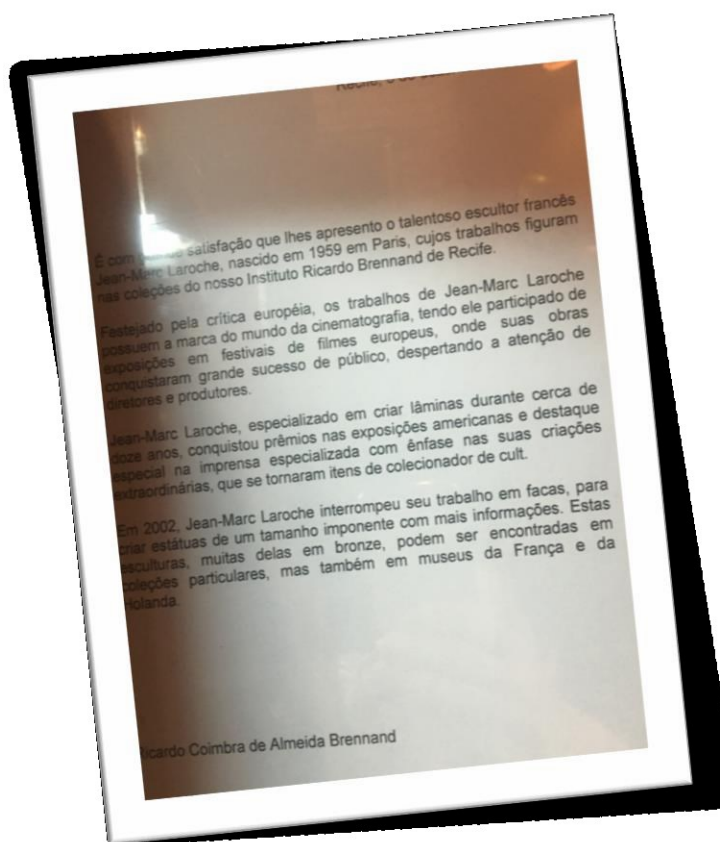 Recife,
É com satisfação que lhes apresento o talentoso escultor francês
Jean-Marc Laroche, nascido em 1959 em Paris, cujos trabalhos figuram
nas coleções do nosso Instituto Ricardo Brennand de Recife.
Festejado pela crítica européia, os trabalhos de Jean-Marc Laroche
possuem a marca do mundo da cinematografia, tendo ele participado de
exposições em festivais de filmes europeus, onde suas obras
conquistaram grande sucesso de público, despertando a atenção de
diretores e produtores.
Jean-Marc Laroche, especializado em criar lâminas durante cerca de
doze anos, conquistou prêmios nas exposições americanas e destaque
especial na imprensa especializada com ênfase nas suas criações
extraordinárias, que se tornaram itens de colecionador de cult.
Em 2002, Jean-Marc Laroche interrompeu seu trabalho em facas, para
criar estátuas de um tamanho imponente com mais informações. Estas
esculturas, muitas delas em bronze, podem ser encontradas em
coleções particulares, mas também em museus da França e da
Holanda.
Ricardo Coimbra de Almeida Brennand